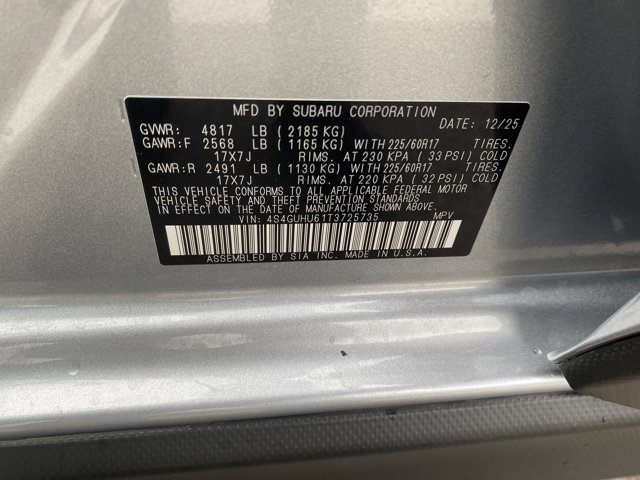 MFD BY SUBARU CORPORATION
GVWR: 4817 LB ( 2185 KG) DATE: 12/25
GAWR:F 2568 LB ( 1165 KG) WITH 225/60R17 TIRES.
17X7J RIMS. AT 230 KPA ( 33 PSI) COLD
GAWR:R 2491 LB ( 1130 KG) WITH 225/60R17 TIRES.
17X7J RIMS. AT 220 KPA ( 32 PSI) COLD
THIS VEHICLE CONFORMS TO ALL APPLICABLE FEDERAL MOTOR
VEHICLE SAFETY AND THEFT PREVENTION STANDARDS
IN EFFECT ON THE DATE OF MANUFACTURE SHOWN ABOVE.
VIN: 4S4GUHU61T3725735 MPV
ASSEMBLED BY SIA INC. MADE IN U.S.A.